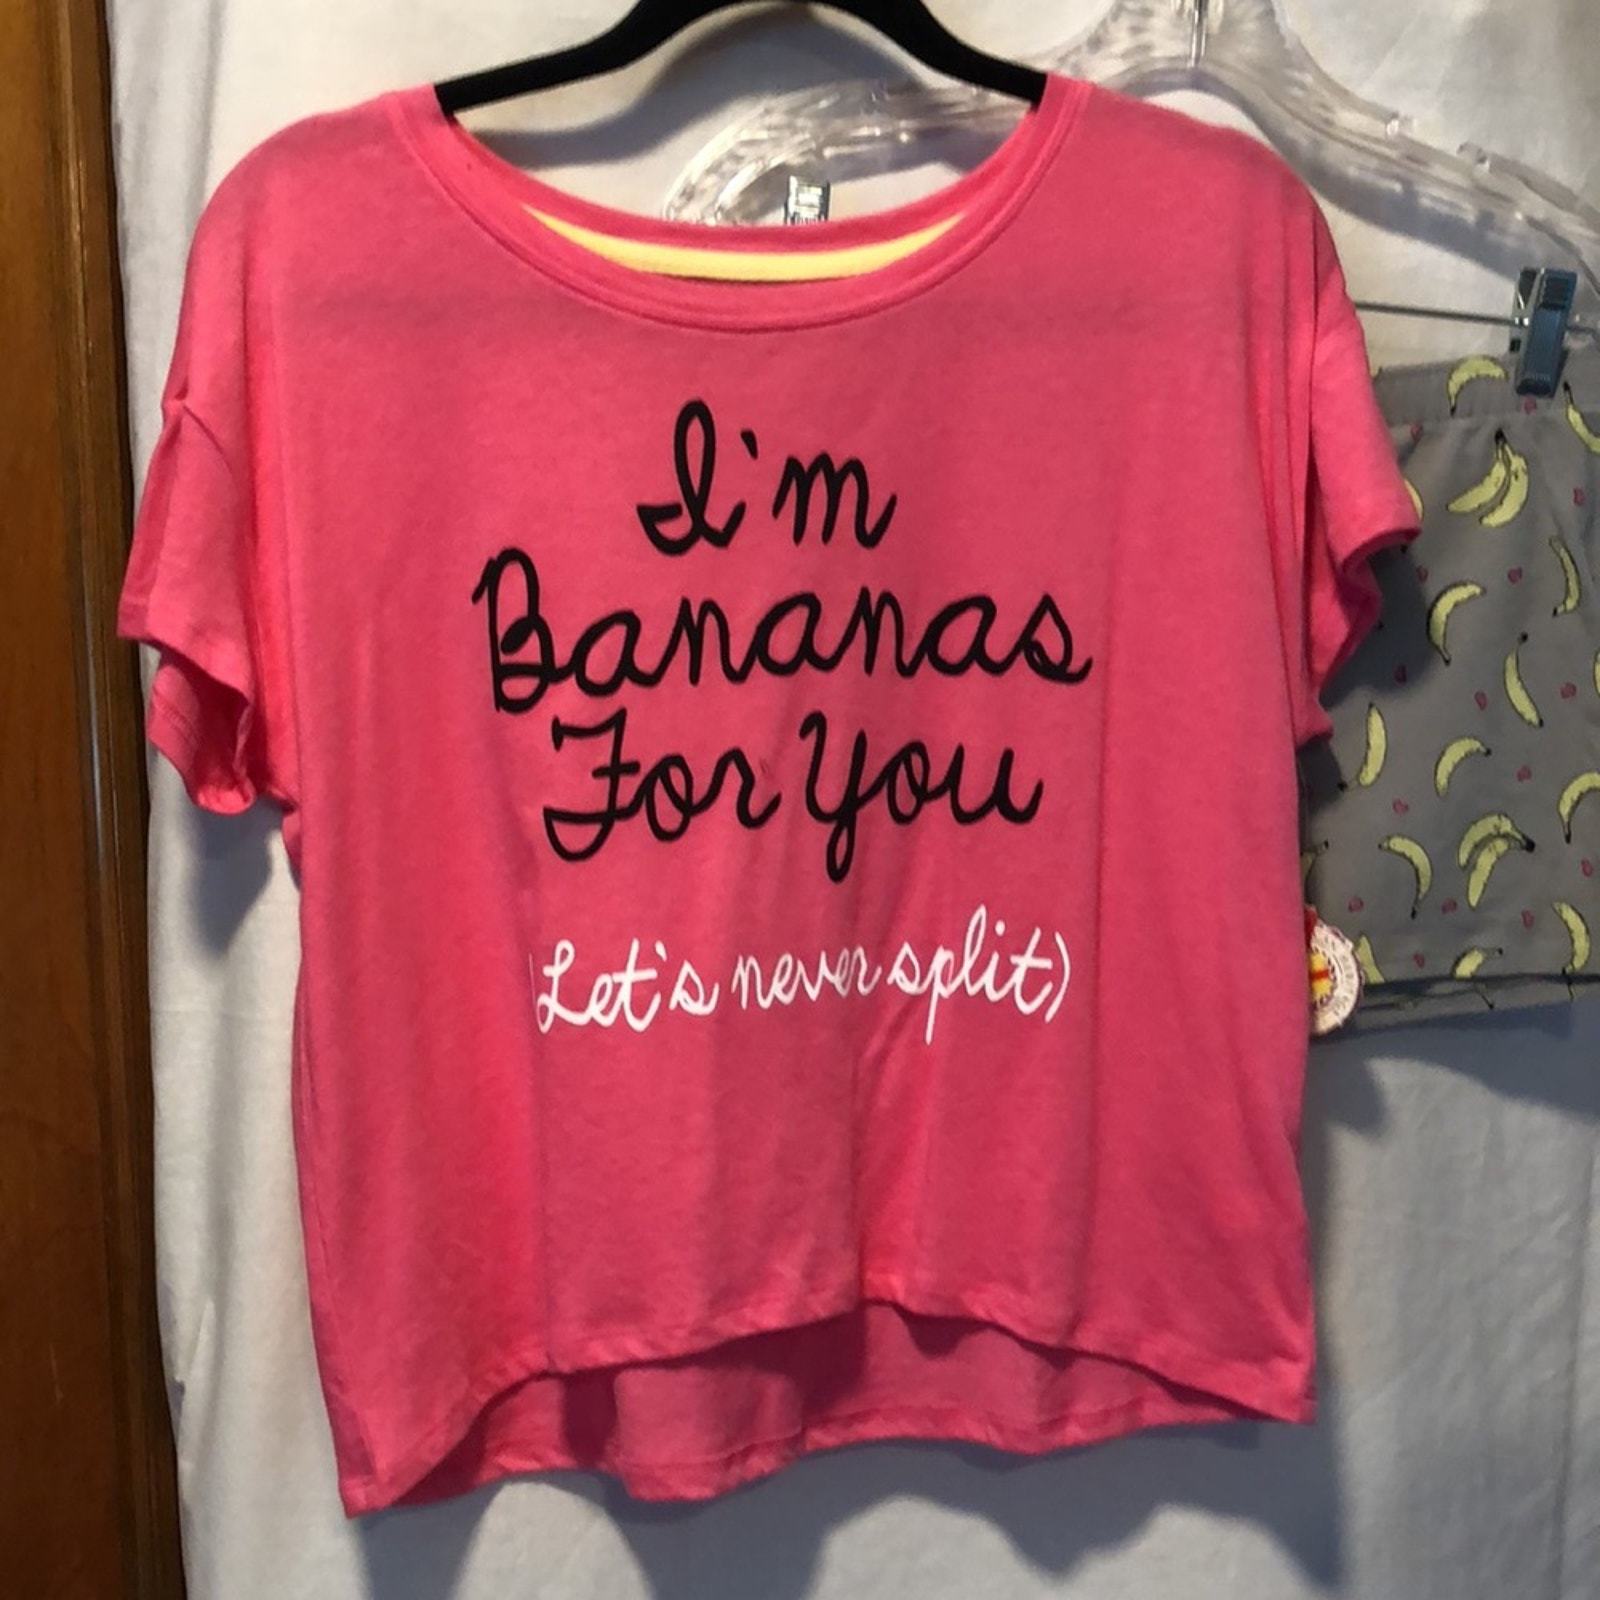 I'm
Bananas
For You
(Let's never split)